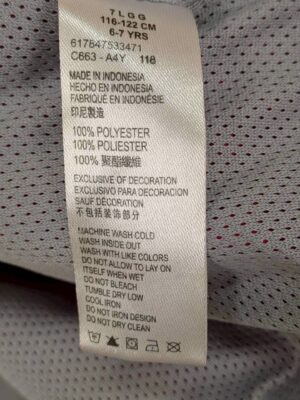 7 L G G
116-122 CM
6-7 YRS
617847533471
C663 - A4Y 118
MADE IN INDONESIA
HECHO EN INDONESIA
FABRIQUÉ EN INDONÉSIE
印尼製造
100% POLYESTER
100% POLIESTER
100% 聚酯纖維
EXCLUSIVE OF DECORATION
EXCLUSIVO PARA DECORACION
SAUF DÉCORATION
不包括装饰部分
MACHINE WASH COLD
WASH INSIDE OUT
WASH WITH LIKE COLORS
DO NOT ALLOW TO LAY ON
ITSELF WHEN WET
DO NOT BLEACH
TUMBLE DRY LOW
COOL IRON
DO NOT IRON DESIGN
DO NOT DRY CLEAN